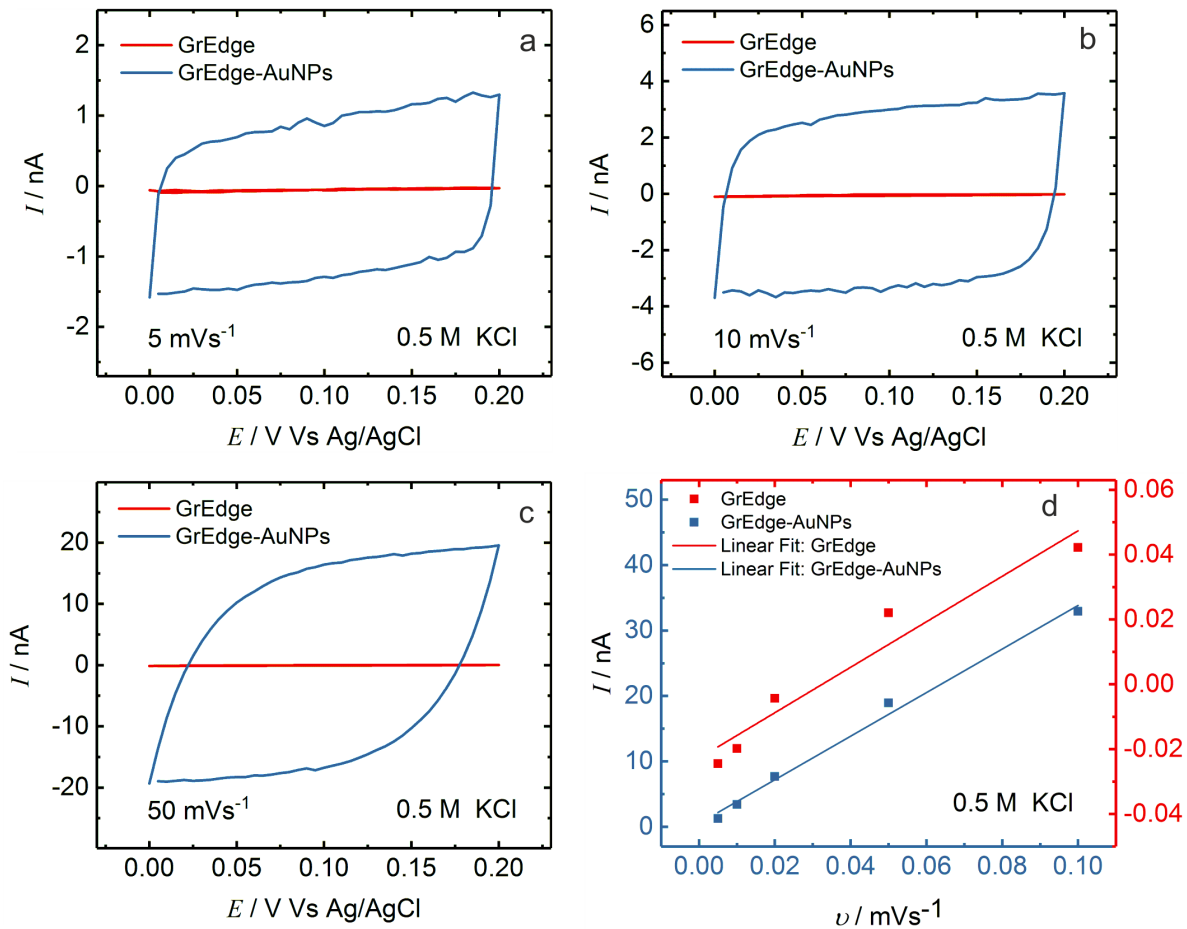 a
GrEdge
GrEdge-AuNPs
2
1
0
-1
-2
I / nA
5 mVs-1
0.5 M KCl
0.00
0.05
0.10
0.15
0.20
E / V Vs Ag/AgCl
b
GrEdge
GrEdge-AuNPs
10
8
6
4
2
0
-2
-4
-6
I / nA
10 mVs-1
0.5 M KCl
0.00
0.05
0.10
0.15
0.20
E / V Vs Ag/AgCl
c
GrEdge
GrEdge-AuNPs
20
10
0
-10
-20
I / nA
50 mVs-1
0.5 M KCl
0.00
0.05
0.10
0.15
0.20
E / V Vs Ag/AgCl
d
GrEdge
GrEdge-AuNPs
Linear Fit: GrEdge
Linear Fit: GrEdge-AuNPs
50
40
30
20
10
0
I / nA
0.06
0.04
0.02
0.00
-0.02
-0.04
0.5 M KCl
0.00
0.02
0.04
0.06
0.08
0.10
υ / mVs-1